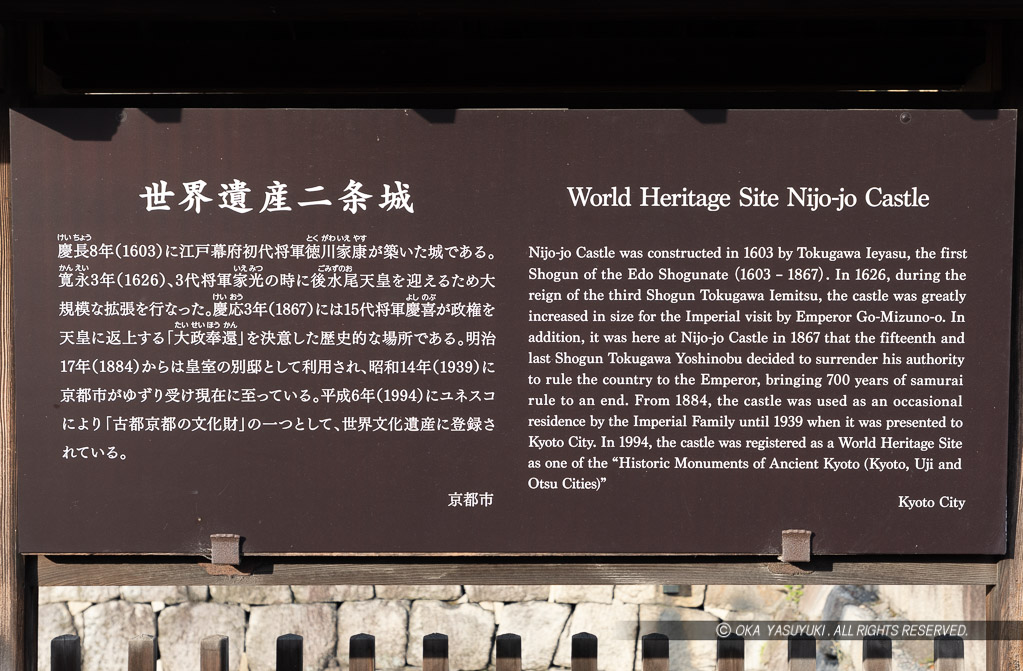 世界遺産二条城
けいちょう とくがわいえやす
慶長8年(1603)に江戸幕府初代将軍徳川家康が築いた城である。
かんえい いえみつ ごみずのお
寛永3年(1626)、3代将軍家光の時に後水尾天皇を迎えるため大
けいおう よしのぶ
規模な拡張を行なった。慶応3年(1867)には15代将軍慶喜が政権を
たいせいほうかん
天皇に返上する「大政奉還」を決意した歴史的な場所である。明治
17年(1884)からは皇室の別邸として利用され、昭和14年(1939)に
京都市がゆずり受け現在に至っている。平成6年(1994)にユネスコ
により「古都京都の文化財」の一つとして、世界文化遺産に登録さ
れている。
京都市
World Heritage Site Nijo-jo Castle
Nijo-jo Castle was constructed in 1603 by Tokugawa Ieyasu, the first
Shogun of the Edo Shogunate (1603 – 1867). In 1626, during the
reign of the third Shogun Tokugawa Iemitsu, the castle was greatly
increased in size for the Imperial visit by Emperor Go-Mizuno-o. In
addition, it was here at Nijo-jo Castle in 1867 that the fifteenth and
last Shogun Tokugawa Yoshinobu decided to surrender his authority
to rule the country to the Emperor, bringing 700 years of samurai
rule to an end. From 1884, the castle was used as an occasional
residence by the Imperial Family until 1939 when it was presented to
Kyoto City. In 1994, the castle was registered as a World Heritage Site
as one of the “Historic Monuments of Ancient Kyoto (Kyoto, Uji and
Otsu Cities)”
Kyoto City
© OKA YASUYUKI. ALL RIGHTS RESERVED.